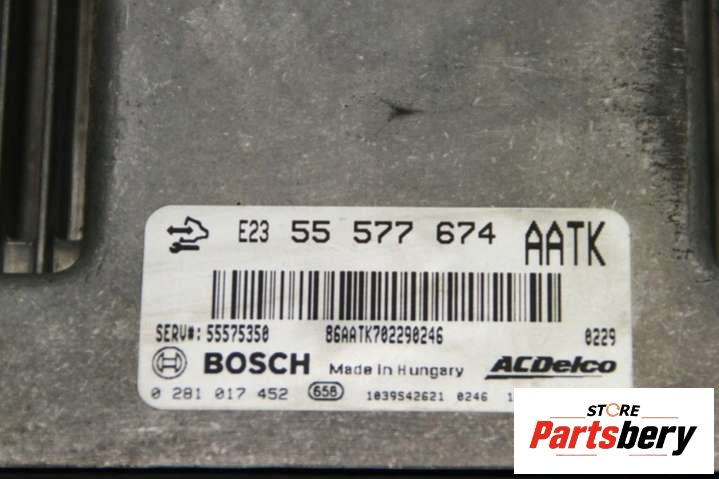 E23 55 577 674 AATK
SERV#: 55575350 86AATK702290246 0229
BOSCH Made in Hungary ACDelco
0 281 017 452 658 1039S42621 0246 1
STORE
Partsbery